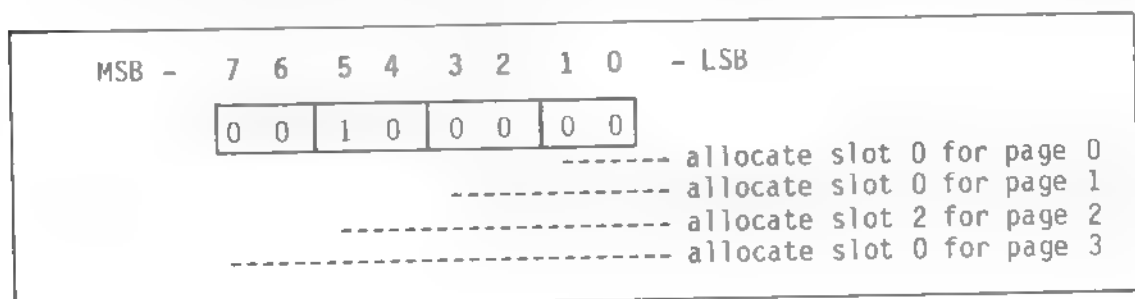 MSB - 7 6 5 4 3 2 1 0 - LSB
0 0 1 0 0 0 0 0
------- allocate slot 0 for page 0
-------------- allocate slot 0 for page 1
--------------------- allocate slot 2 for page 2
---------------------------- allocate slot 0 for page 3